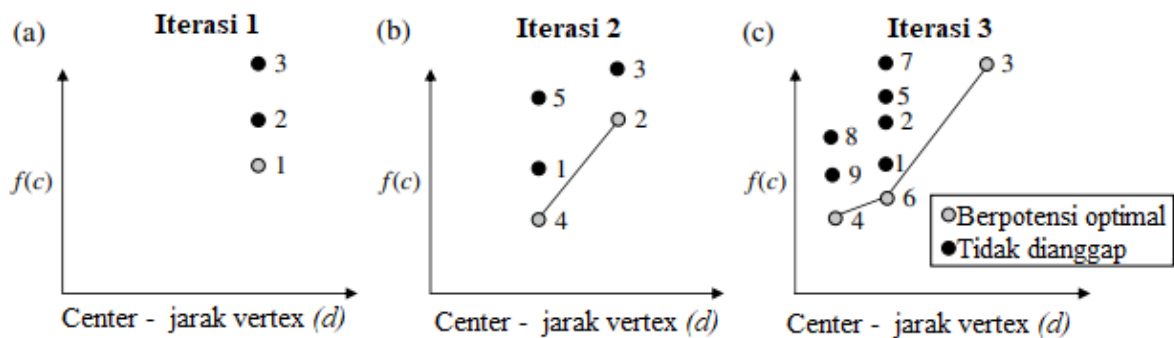 (a)
Iterasi 1
3
2
1
f(c)
Center - jarak vertex (d)
(b)
Iterasi 2
3
5
2
1
4
f(c)
Center - jarak vertex (d)
(c)
Iterasi 3
7
3
5
2
8
1
9
6
4
f(c)
Berpotensi optimal
Tidak dianggap
Center - jarak vertex (d)